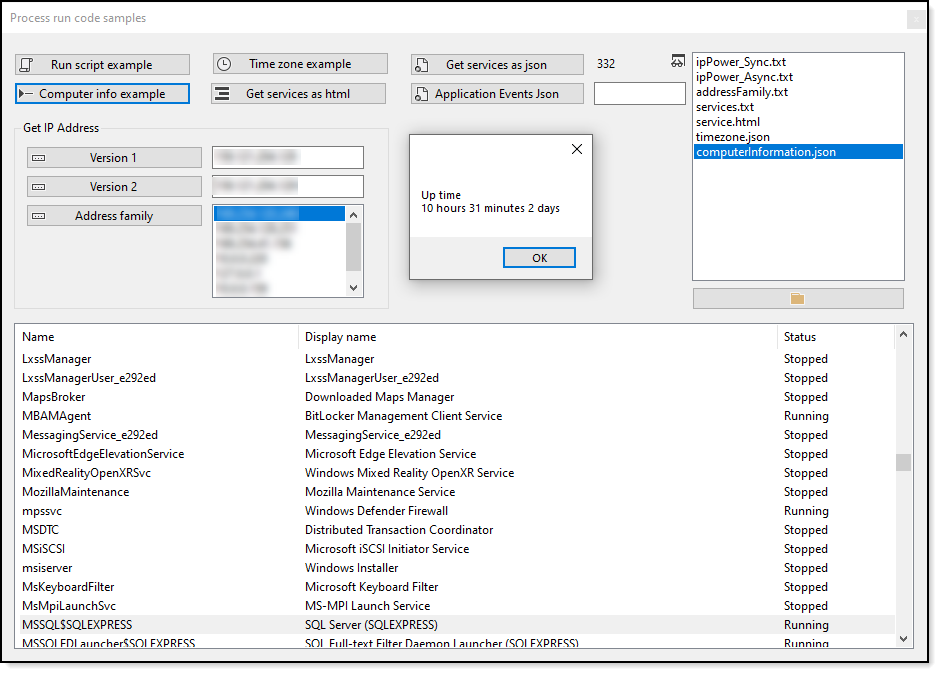 Process run code samples
Run script example
Time zone example
Get services as json
332
Computer info example
Get services as html
Application Events Json
ipPower_Sync.txt
ipPower_Async.txt
addressFamily.txt
services.txt
service.html
timezone.json
computerInformation.json
Get IP Address
Version 1
Version 2
Address family
Up time
10 hours 31 minutes 2 days
OK
Name Display name Status
LxssManager LxssManager Stopped
LxssManagerUser_e292ed LxssManagerUser_e292ed Stopped
MapsBroker Downloaded Maps Manager Stopped
MBAMAgent BitLocker Management Client Service Running
MessagingService_e292ed MessagingService_e292ed Stopped
MicrosoftEdgeElevationService Microsoft Edge Elevation Service Stopped
MixedRealityOpenXRSvc Windows Mixed Reality OpenXR Service Stopped
MozillaMaintenance Mozilla Maintenance Service Stopped
mpssvc Windows Defender Firewall Running
MSDTC Distributed Transaction Coordinator Stopped
MSiSCSI Microsoft iSCSI Initiator Service Stopped
msiserver Windows Installer Stopped
MsKeyboardFilter Microsoft Keyboard Filter Stopped
MsMpiLaunchSvc MS-MPI Launch Service Stopped
MSSQL$SQLEXPRESS SQL Server (SQLEXPRESS) Running
MSSQLFDLauncher$SQLEXPRESS SQL Full-text Filter Daemon Launcher (SQLEXPRESS) Running